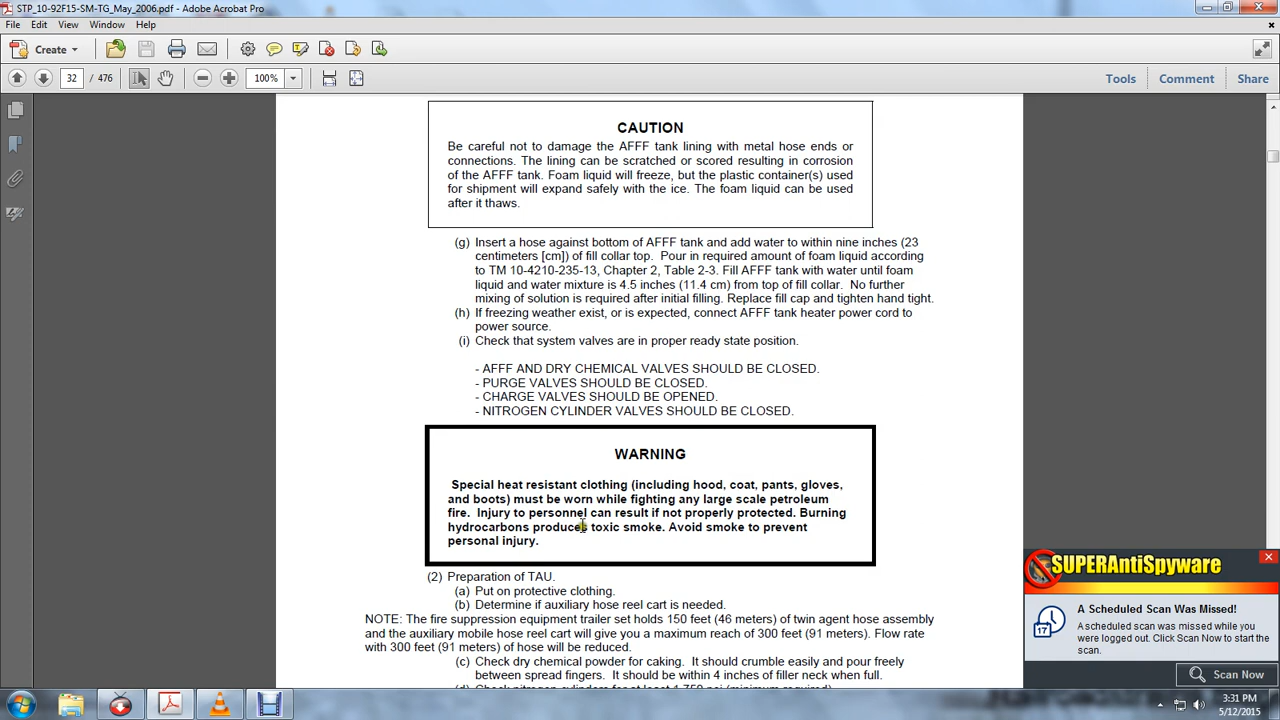 STP_10-92F15-SM-TG_May_2006.pdf - Adobe Acrobat Pro
File Edit View Window Help
Create
32 / 476
100%
Tools Comment Share
CAUTION
Be careful not to damage the AFFF tank lining with metal hose ends or
connections. The lining can be scratched or scored resulting in corrosion
of the AFFF tank. Foam liquid will freeze, but the plastic container(s) used
for shipment will expand safely with the ice. The foam liquid can be used
after it thaws.
(g) Insert a hose against bottom of AFFF tank and add water to within nine inches (23
centimeters [cm]) of fill collar top. Pour in required amount of foam liquid according
to TM 10-4210-235-13, Chapter 2, Table 2-3. Fill AFFF tank with water until foam
liquid and water mixture is 4.5 inches (11.4 cm) from top of fill collar. No further
mixing of solution is required after initial filling. Replace fill cap and tighten hand tight.
(h) If freezing weather exist, or is expected, connect AFFF tank heater power cord to
power source.
(i) Check that system valves are in proper ready state position.
- AFFF AND DRY CHEMICAL VALVES SHOULD BE CLOSED.
- PURGE VALVES SHOULD BE CLOSED.
- CHARGE VALVES SHOULD BE OPENED.
- NITROGEN CYLINDER VALVES SHOULD BE CLOSED.
WARNING
Special heat resistant clothing (including hood, coat, pants, gloves,
and boots) must be worn while fighting any large scale petroleum
fire. Injury to personnel can result if not properly protected. Burning
hydrocarbons produces toxic smoke. Avoid smoke to prevent
personal injury.
(2) Preparation of TAU.
(a) Put on protective clothing.
(b) Determine if auxiliary hose reel cart is needed.
NOTE: The fire suppression equipment trailer set holds 150 feet (46 meters) of twin agent hose assembly
and the auxiliary mobile hose reel cart will give you a maximum reach of 300 feet (91 meters). Flow rate
with 300 feet (91 meters) of hose will be reduced.
(c) Check dry chemical powder for caking. It should crumble easily and pour freely
between spread fingers. It should be within 4 inches of filler neck when full.
SUPERAntiSpyware
17
A Scheduled Scan Was Missed!
A scheduled scan was missed while you
were logged out. Click Scan Now to start the
scan.
Scan Now
3:31 PM
5/12/2015